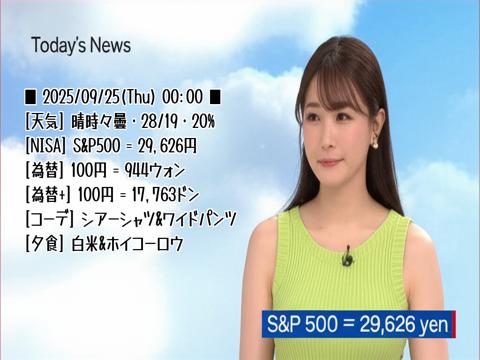 Today's News
■ 2025/09/25(Thu) 00:00 ■
[天気] 晴時々曇・28/19・20%
[NISA] S&P500 = 29,626円
[為替] 100円 = 944ウォン
[為替+] 100円 = 17,763ドン
[コーデ] シアーシャツ&ワイドパンツ
[夕食] 白米&ホイコーロウ
S&P 500 = 29,626 yen